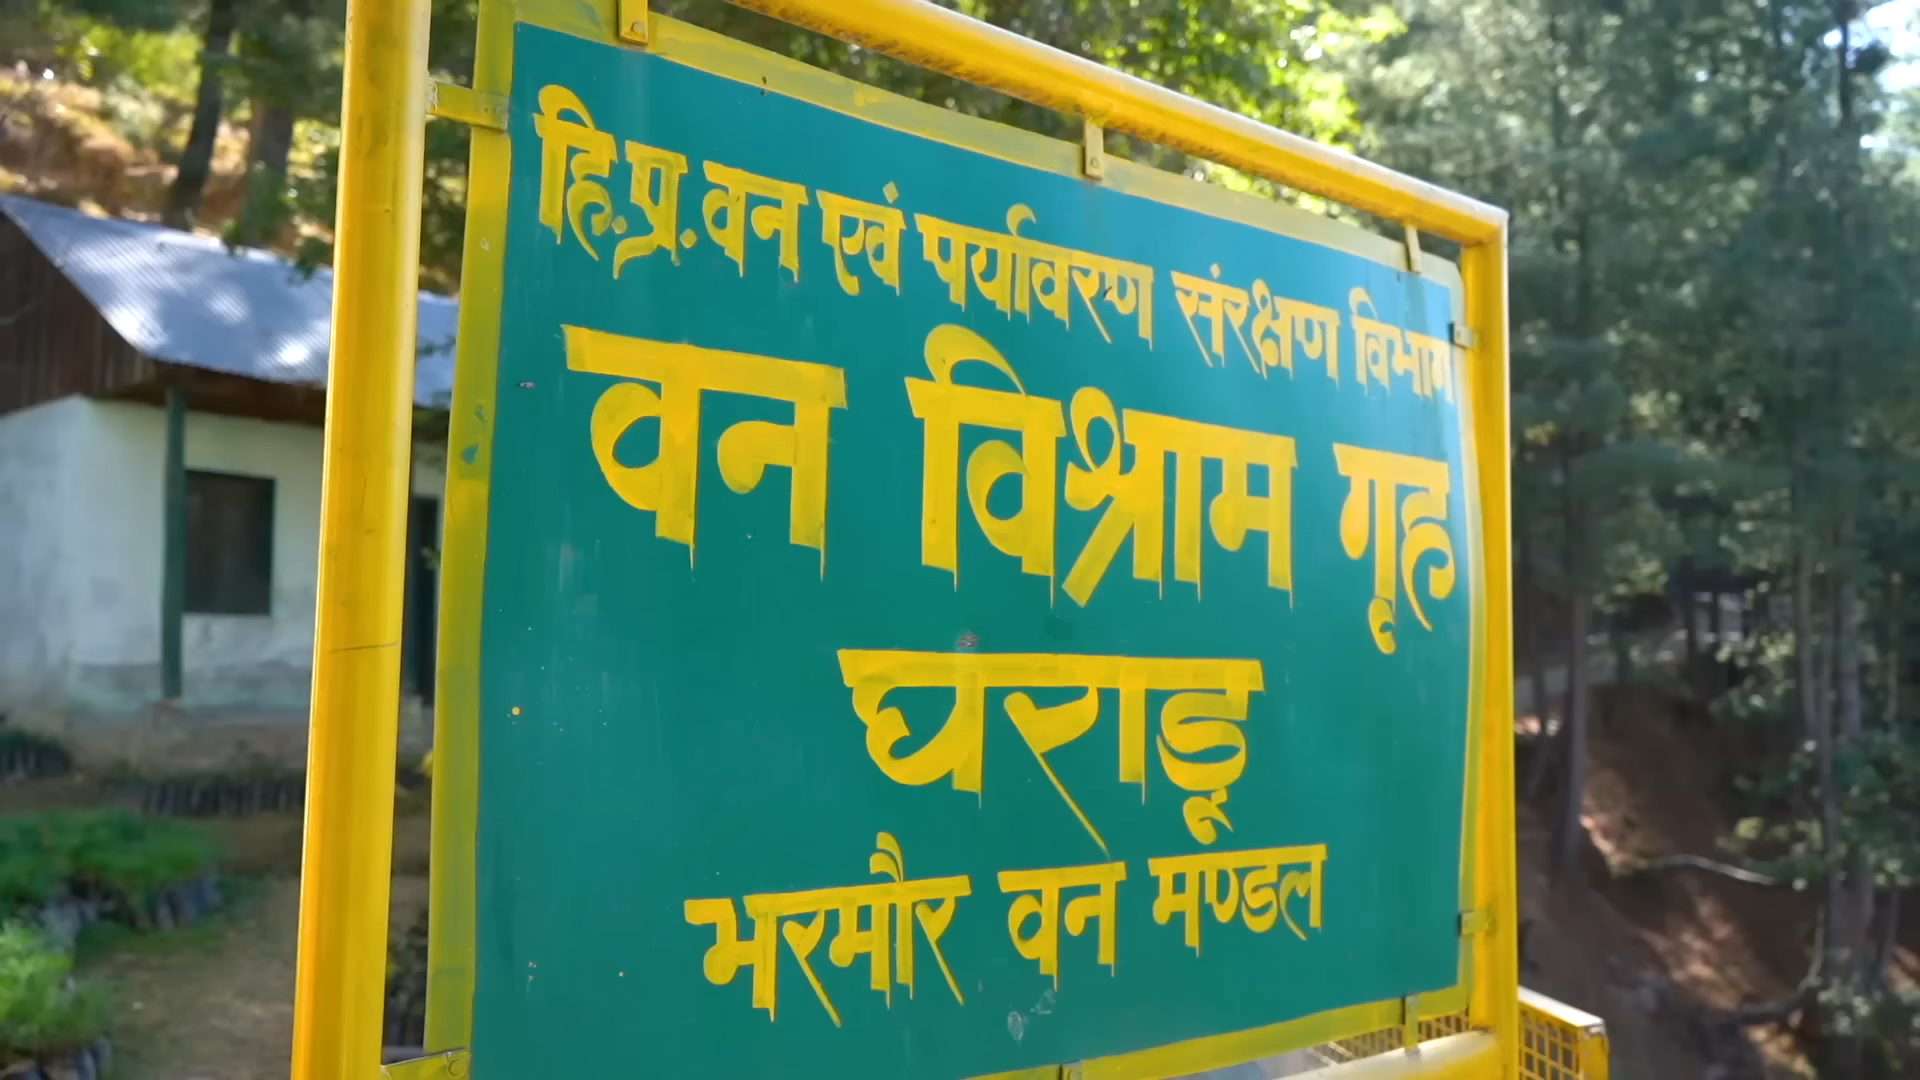 हि.प्र. वन एवं पर्यावरण संरक्षण विभाग
वन विश्राम गृह
घराडू
भरमौर वन मण्डल